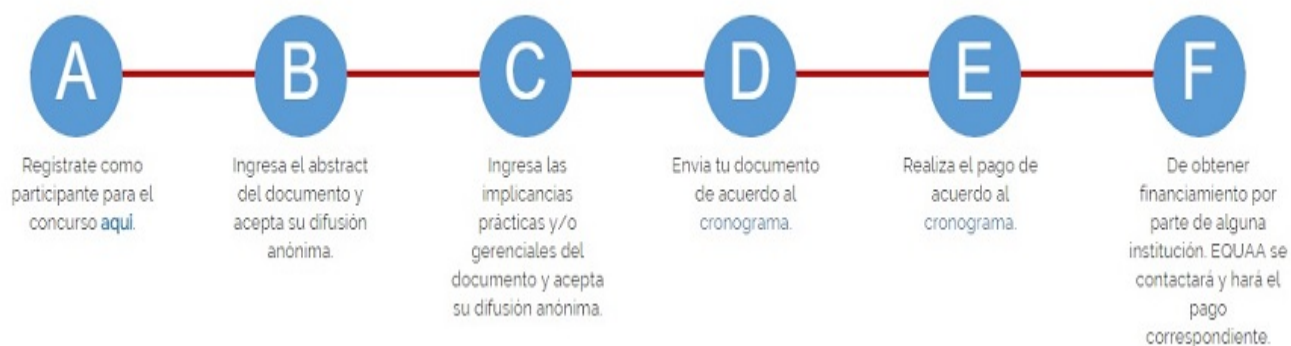 A
Regístrate como
participante para el
concurso aquí.
B
Ingresa el abstract
del documento y
acepta su difusión
anónima.
C
Ingresa las
implicancias
prácticas y/o
gerenciales del
documento y acepta
su difusión anónima.
D
Envia tu documento
de acuerdo al
cronograma.
E
Realiza el pago de
acuerdo al
cronograma.
F
De obtener
financiamiento por
parte de alguna
institución. EQUAA se
contactará y hará el
pago
correspondiente.